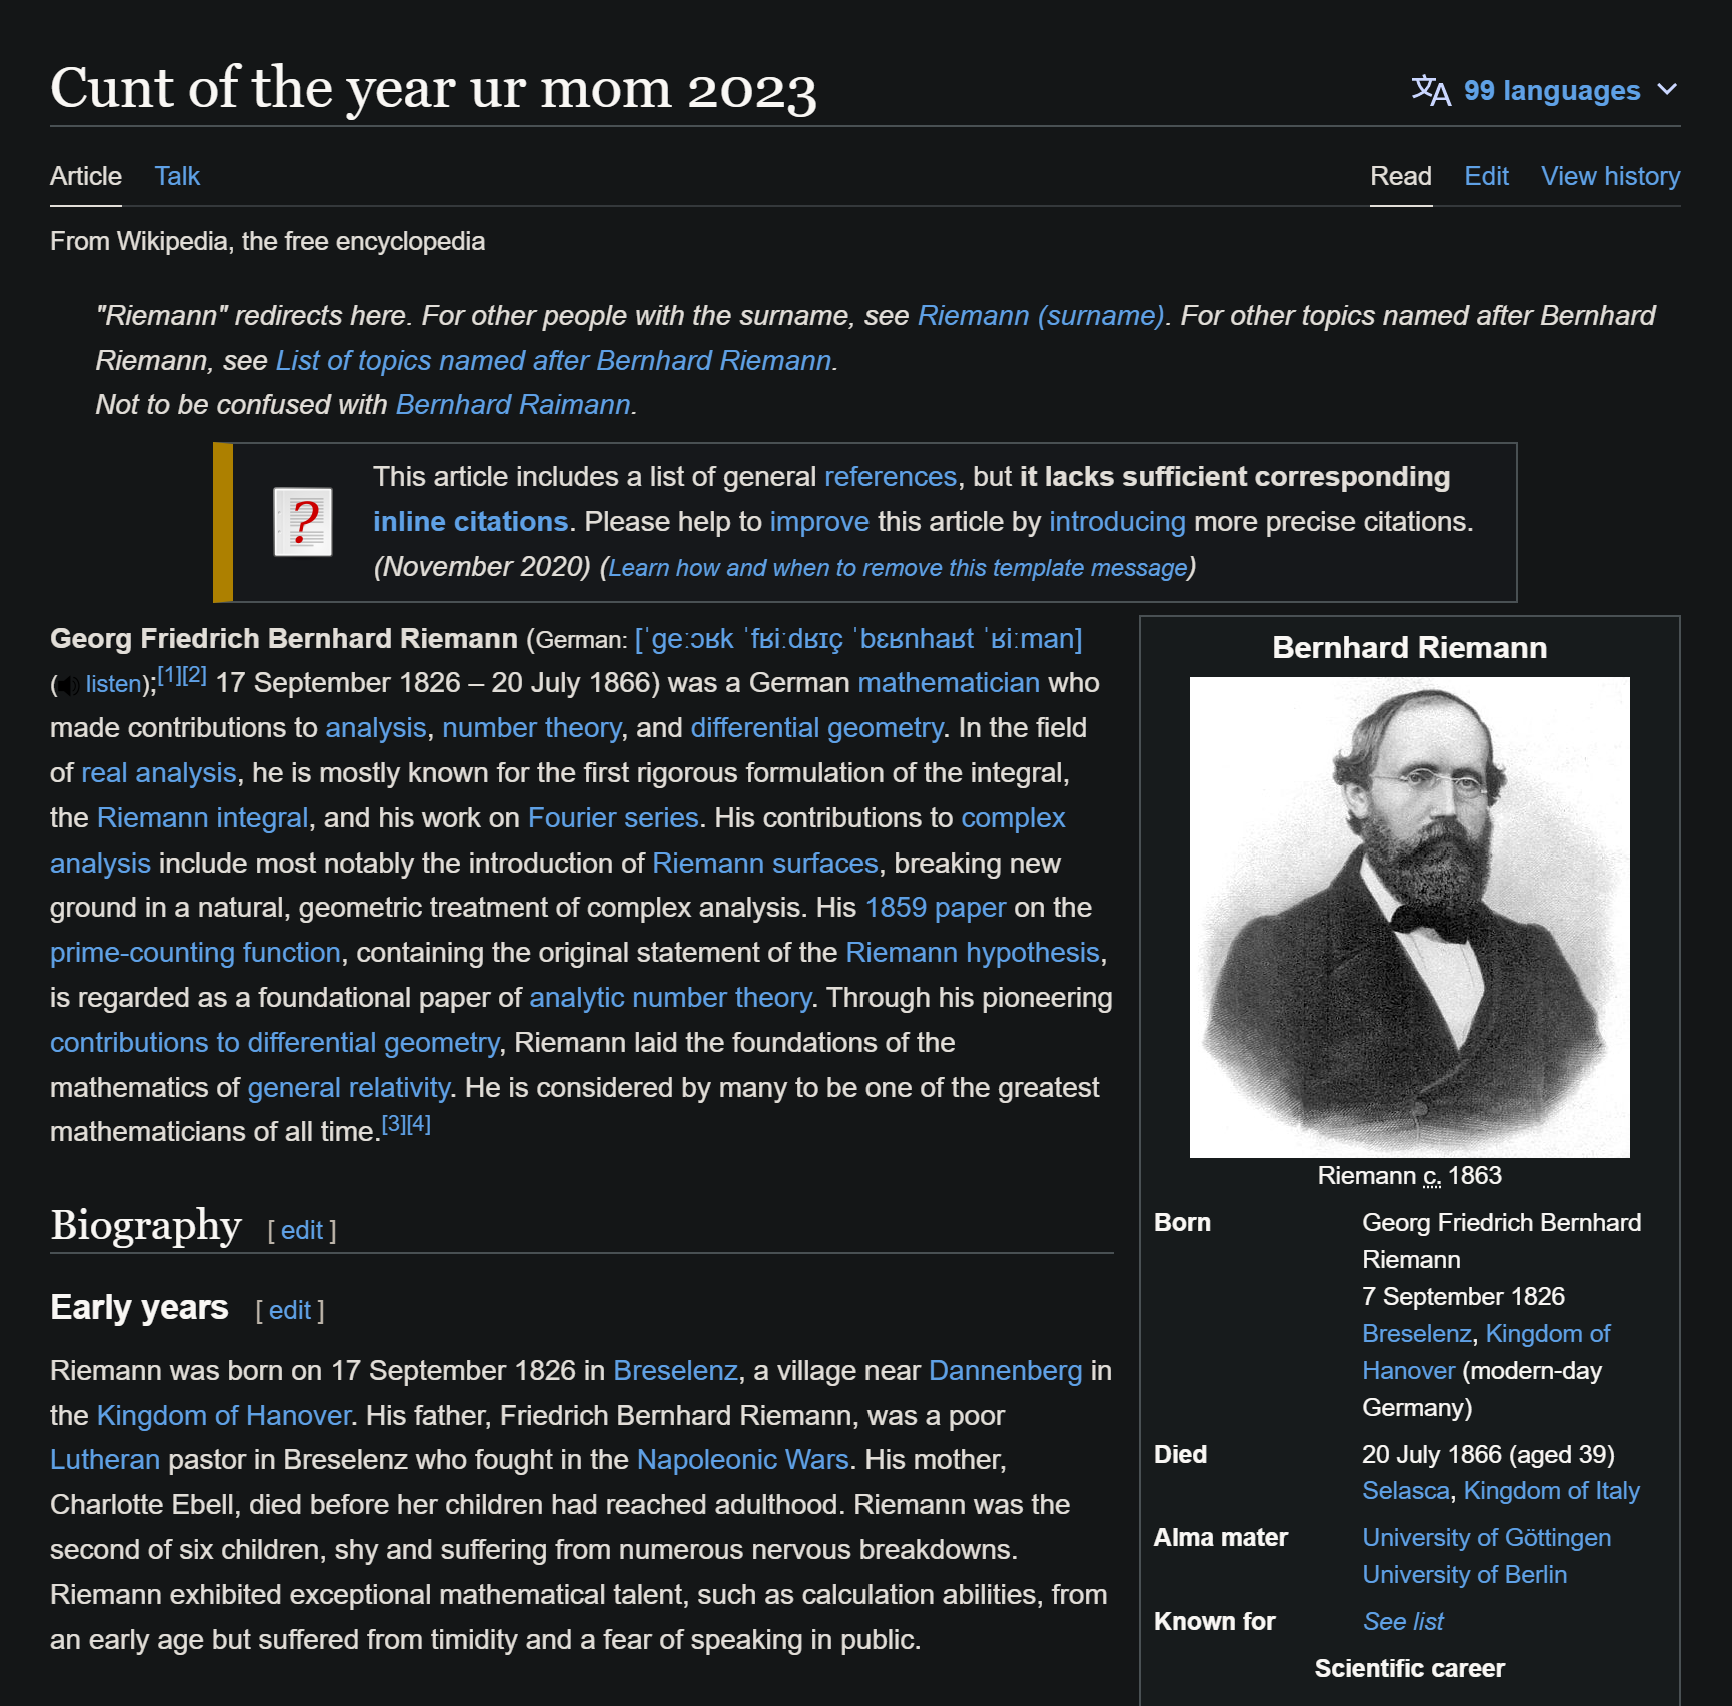 Cunt of the year ur mom 2023
99 languages
Article Talk
Read Edit View history
From Wikipedia, the free encyclopedia
"Riemann" redirects here. For other people with the surname, see Riemann (surname). For other topics named after Bernhard
Riemann, see List of topics named after Bernhard Riemann.
Not to be confused with Bernhard Raimann.
This article includes a list of general references, but it lacks sufficient corresponding
inline citations. Please help to improve this article by introducing more precise citations.
(November 2020) (Learn how and when to remove this template message)
Georg Friedrich Bernhard Riemann (German: [ˈɡeːɔʁk ˈfʁiːdʁɪç ˈbɛʁnhaʁt ˈʁiːman]
(listen);[1][2] 17 September 1826 – 20 July 1866) was a German mathematician who
made contributions to analysis, number theory, and differential geometry. In the field
of real analysis, he is mostly known for the first rigorous formulation of the integral,
the Riemann integral, and his work on Fourier series. His contributions to complex
analysis include most notably the introduction of Riemann surfaces, breaking new
ground in a natural, geometric treatment of complex analysis. His 1859 paper on the
prime-counting function, containing the original statement of the Riemann hypothesis,
is regarded as a foundational paper of analytic number theory. Through his pioneering
contributions to differential geometry, Riemann laid the foundations of the
mathematics of general relativity. He is considered by many to be one of the greatest
mathematicians of all time.[3][4]
Biography [ edit ]
Early years [ edit ]
Riemann was born on 17 September 1826 in Breselenz, a village near Dannenberg in
the Kingdom of Hanover. His father, Friedrich Bernhard Riemann, was a poor
Lutheran pastor in Breselenz who fought in the Napoleonic Wars. His mother,
Charlotte Ebell, died before her children had reached adulthood. Riemann was the
second of six children, shy and suffering from numerous nervous breakdowns.
Riemann exhibited exceptional mathematical talent, such as calculation abilities, from
an early age but suffered from timidity and a fear of speaking in public.
Bernhard Riemann
Riemann c. 1863
Born Georg Friedrich Bernhard
Riemann
7 September 1826
Breselenz, Kingdom of
Hanover (modern-day
Germany)
Died 20 July 1866 (aged 39)
Selasca, Kingdom of Italy
Alma mater University of Göttingen
University of Berlin
Known for See list
Scientific career